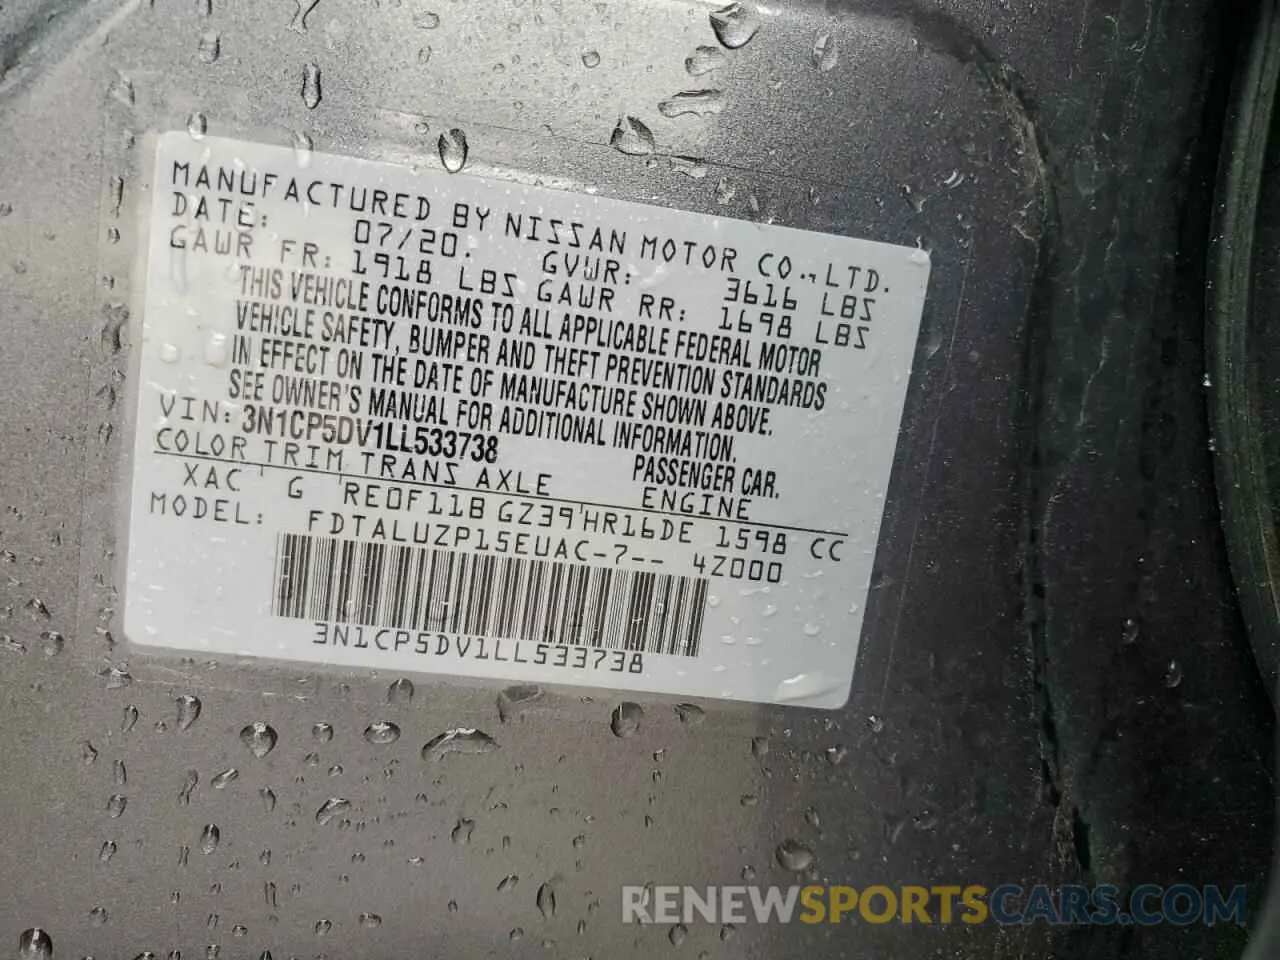 MANUFACTURED BY NISSAN MOTOR CO.,LTD.
DATE: 07/20. GVWR: 3616 LBS
GAWR FR: 1918 LBS GAWR RR: 1698 LBS
THIS VEHICLE CONFORMS TO ALL APPLICABLE FEDERAL MOTOR
VEHICLE SAFETY, BUMPER AND THEFT PREVENTION STANDARDS
IN EFFECT ON THE DATE OF MANUFACTURE SHOWN ABOVE.
SEE OWNER'S MANUAL FOR ADDITIONAL INFORMATION.
VIN: 3N1CP5DV1LL533738 PASSENGER CAR.
COLOR TRIM TRANS AXLE ENGINE
XAC G RE0F11B GZ39 HR16DE 1598 CC
MODEL: FDTALUZP15EUAC-7-- 4Z000
3N1CP5DV1LL533738
RENEWSPORTSCARS.COM